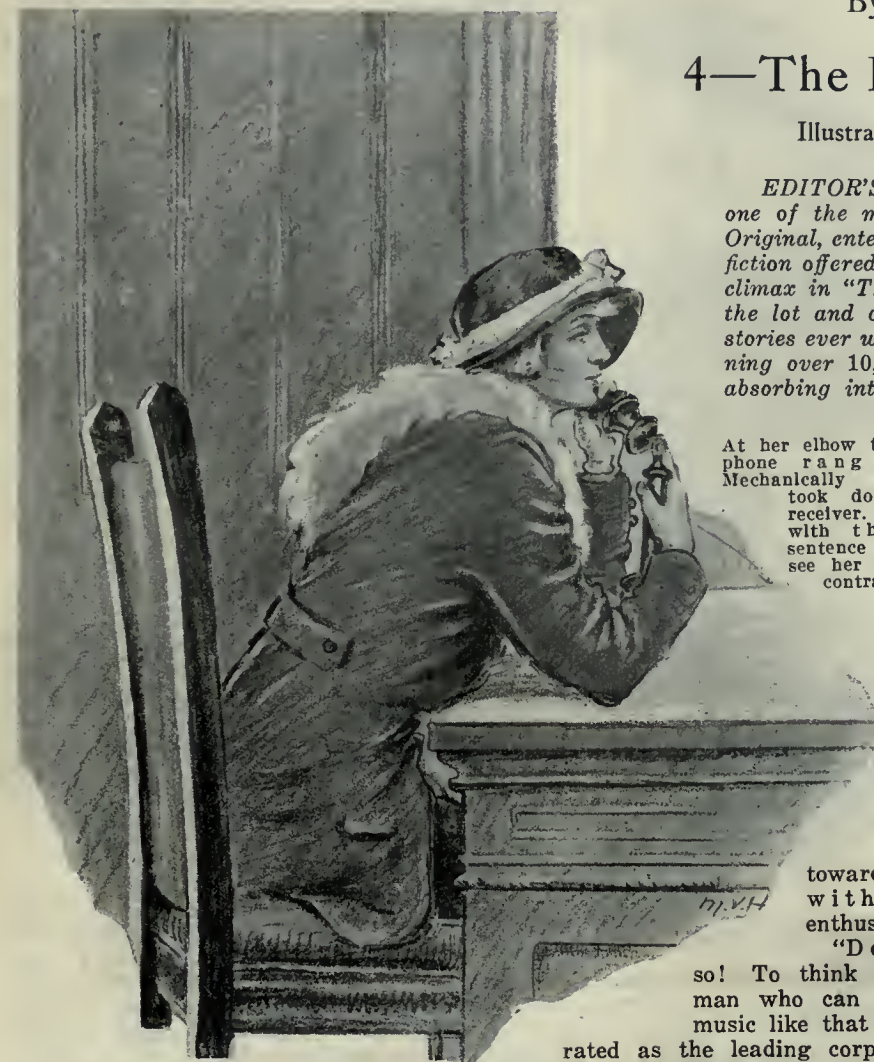 By
4—The
Illustra
EDITOR'S
one of the m
Original, ente
fiction offered
climax in "T
the lot and c
stories ever w
ning over 10,
absorbing int
At her elbow t
phone rang
Mechanically
took do
receiver.
with th
sentence
see her
contra
towar
with
enthus
"D
so! To think
man who can
music like that
rated as the leading corp
M.V.H